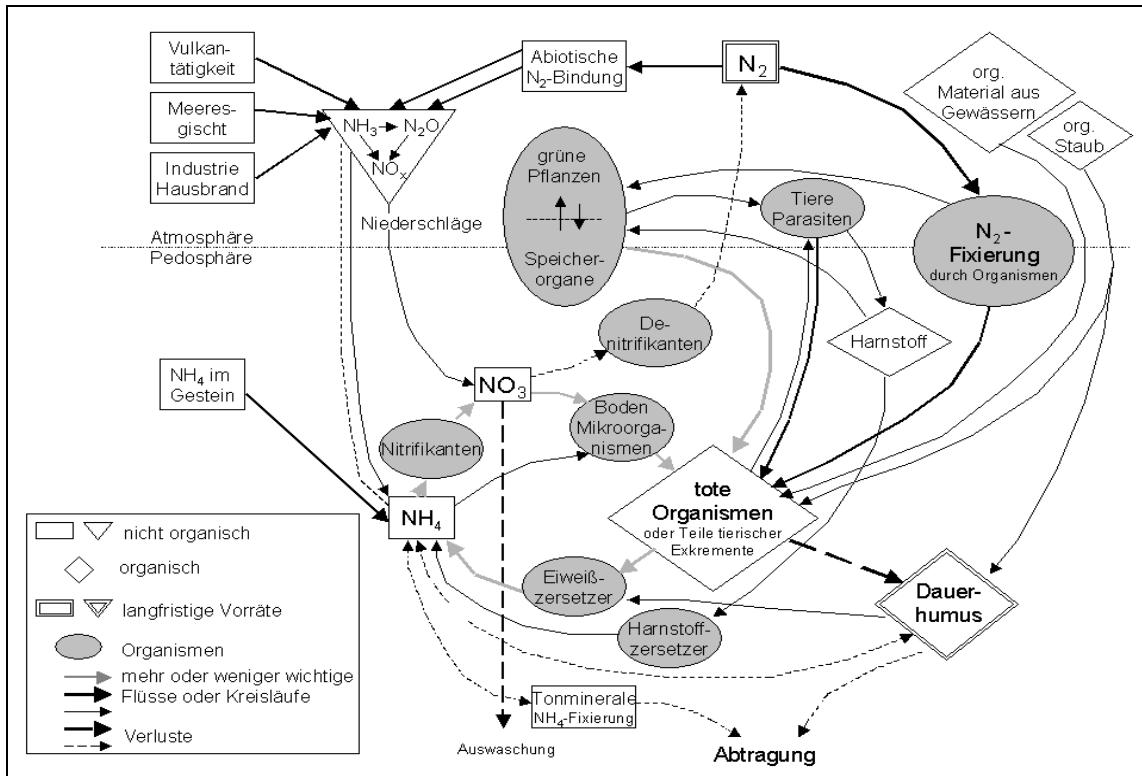 Vulkan-
tätigkeit
Meeres-
gischt
Industrie
Hausbrand
NH₃
N₂O
NOₓ
Niederschläge
Abiotische
N₂-Bindung
N₂
org.
Material aus
Gewässern
org.
Staub
grüne
Pflanzen
Speicher-
organe
Tiere
Parasiten
N₂-
Fixierung
durch Organismen
Atmosphäre
Pedosphäre
Harnstoff
De-
nitrifikanten
NH₄ im
Gestein
NO₃
Boden
Mikroorga-
nismen
Nitrifikanten
NH₄
tote
Organismen
oder Teile tierischer
Exkremente
Eiweiß-
zersetzer
Harnstoff-
zersetzer
Dauer-
humus
Tonminerale
NH₄-Fixierung
Auswaschung
Abtragung
nicht organisch
organisch
langfristige Vorräte
Organismen
mehr oder weniger wichtige
Flüsse oder Kreisläufe
Verluste